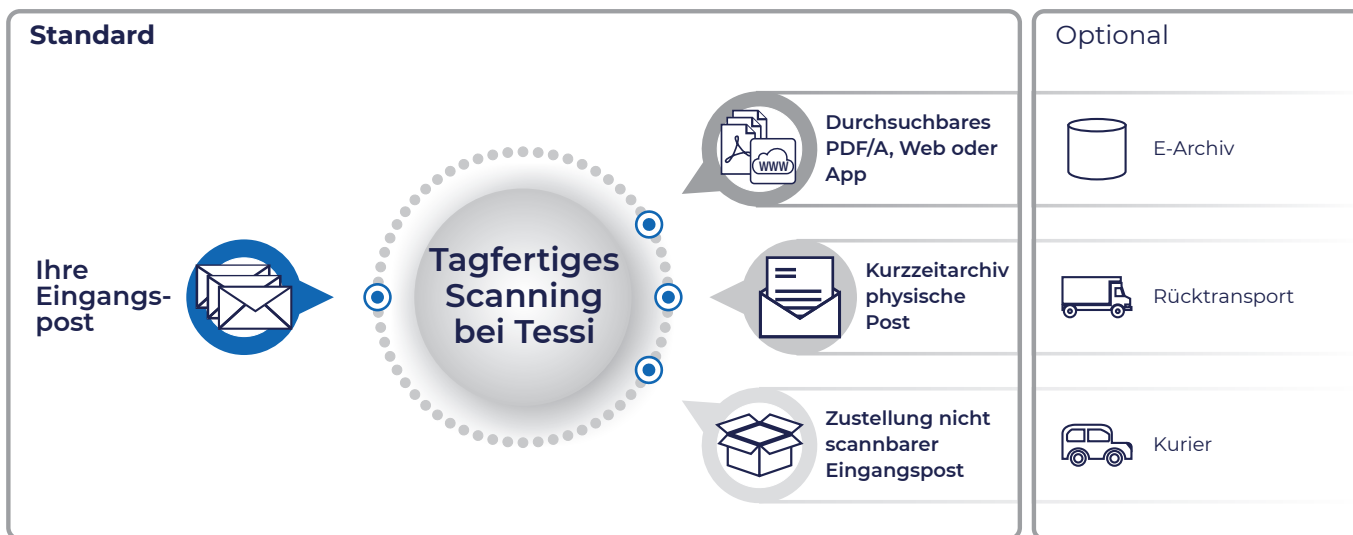 Standard
Optional
Ihre
Eingangs-
post
Tagfertiges
Scanning
bei Tessi
Durchsuchbares
PDF/A, Web oder
App
WWW
E-Archiv
Kurzzeitarchiv
physische
Post
Rücktransport
Zustellung nicht
scannbarer
Eingangspost
Kurier